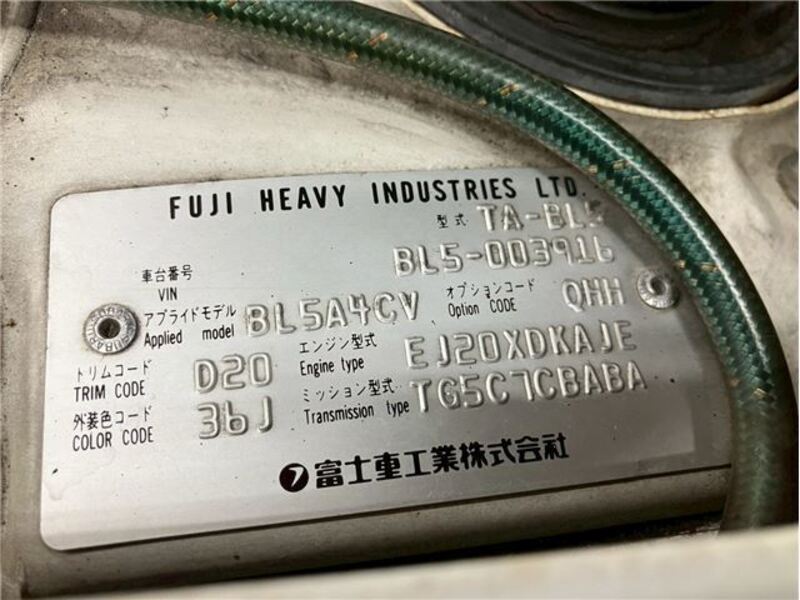 FUJI HEAVY INDUSTRIES LTD.
型式 TA-BL5
車台番号 VIN BL5-003916
アプライドモデル Applied model BL5A4CV オプションコード Option CODE QHH
トリムコード TRIM CODE D20 エンジン型式 Engine type EJ20XDKAJE
外装色コード COLOR CODE 36J ミッション型式 Transmission type TG5C7CBABA
富士重工業株式会社